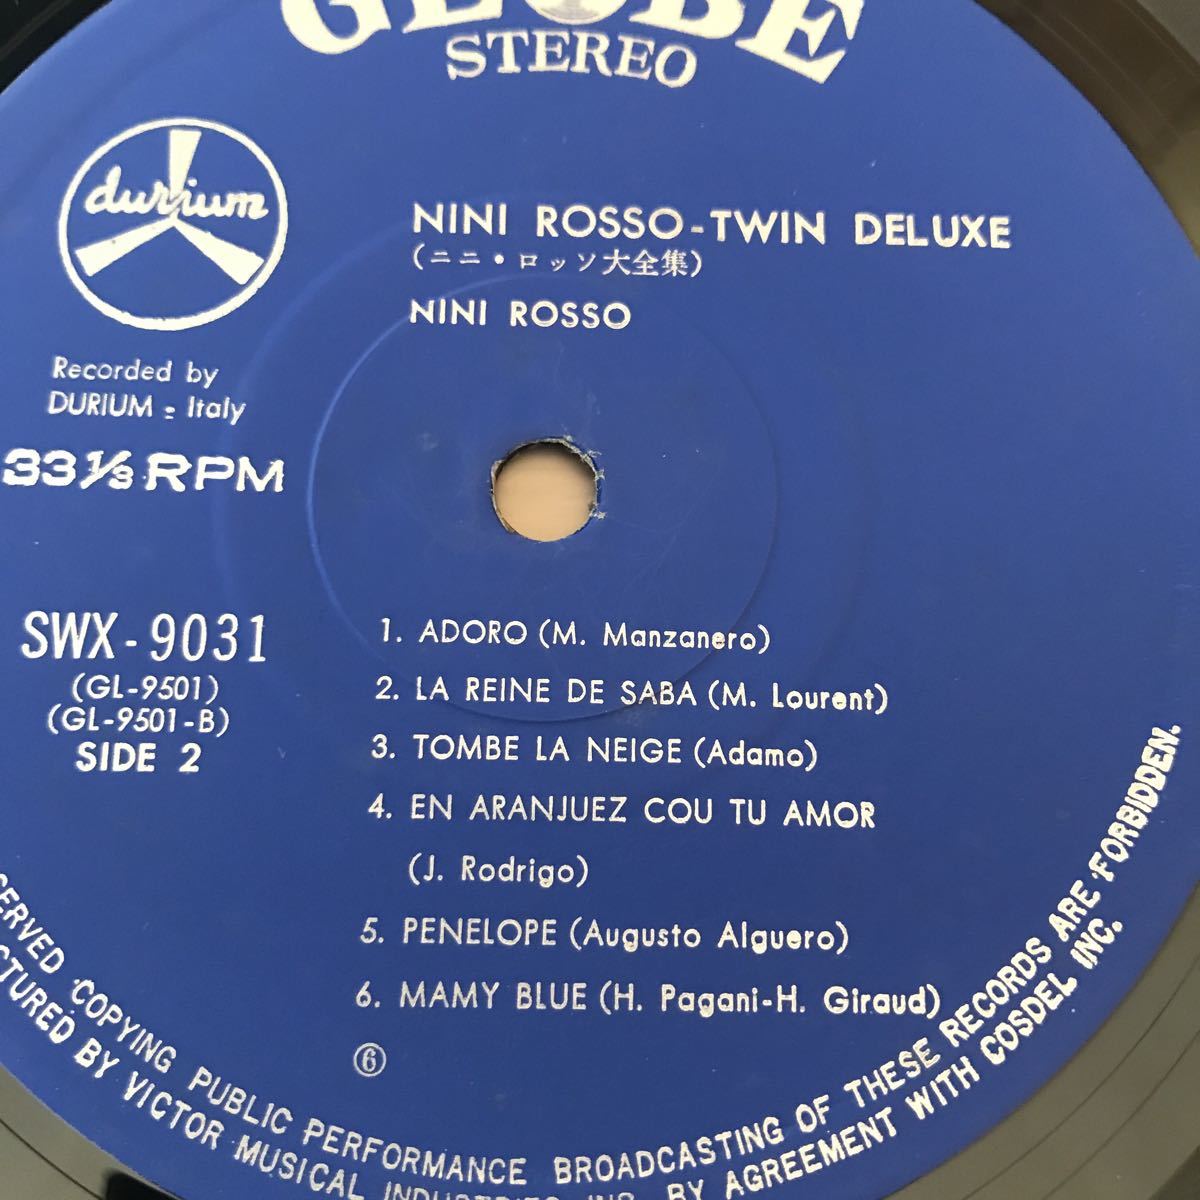 GLOBE
STEREO
durium
NINI ROSSO-TWIN DELUXE
(ニニ・ロッソ大全集)
NINI ROSSO
Recorded by
DURIUM = Italy
33 1/3 RPM
SWX-9031
(GL-9501)
(GL-9501-B)
SIDE 2
1. ADORO (M. Manzanero)
2. LA REINE DE SABA (M. Lourent)
3. TOMBE LA NEIGE (Adamo)
4. EN ARANJUEZ COU TU AMOR
(J. Rodrigo)
5. PENELOPE (Augusto Alguero)
6. MAMY BLUE (H. Pagani-H. Giraud)
⑥
COPYING PUBLIC PERFORMANCE BROADCASTING OF THESE RECORDS ARE FORBIDDEN.
BY VICTOR MUSICAL INDUSTRIES INC. BY AGREEMENT WITH COSDEL INC.